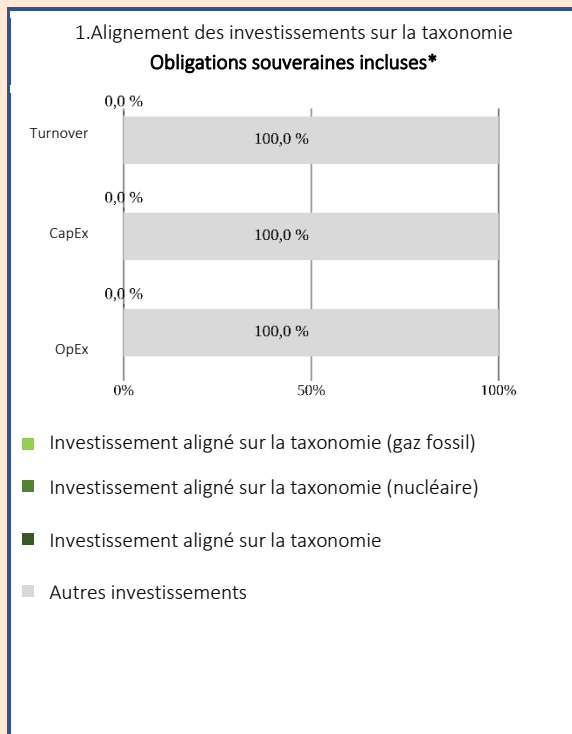 1.Alignement des investissements sur la taxonomie
Obligations souveraines incluses*
0,0 %
Turnover
100,0 %
0,0 %
CapEx
100,0 %
0,0 %
OpEx
100,0 %
0%
50%
100%
Investissement aligné sur la taxonomie (gaz fossil)
Investissement aligné sur la taxonomie (nucléaire)
Investissement aligné sur la taxonomie
Autres investissements